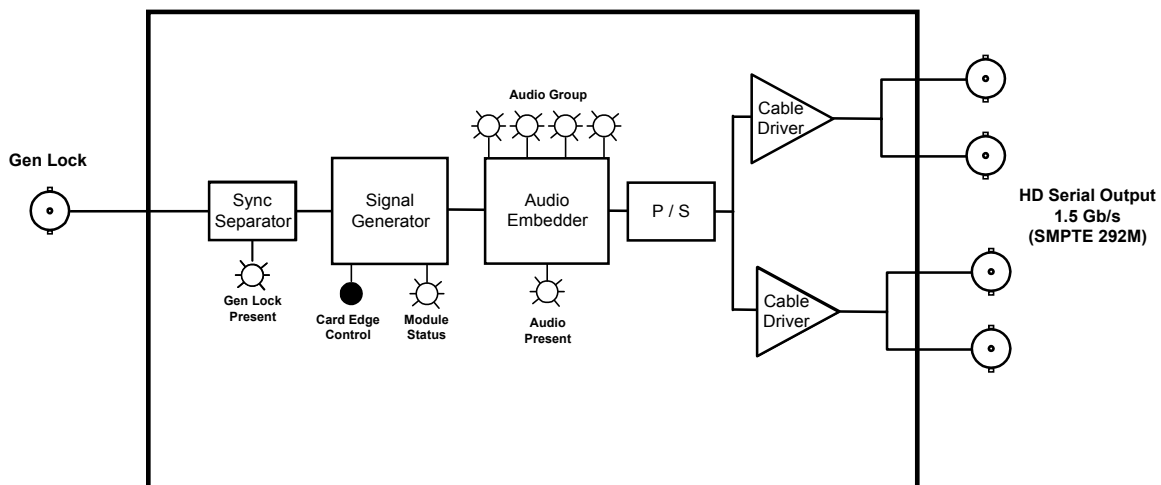 Audio Group
Cable
Driver
Gen Lock
Sync
Separator
Signal
Generator
Audio
Embedder
P / S
HD Serial Output
1.5 Gb/s
(SMPTE 292M)
Gen Lock
Present
Card Edge
Control
Module
Status
Audio
Present
Cable
Driver